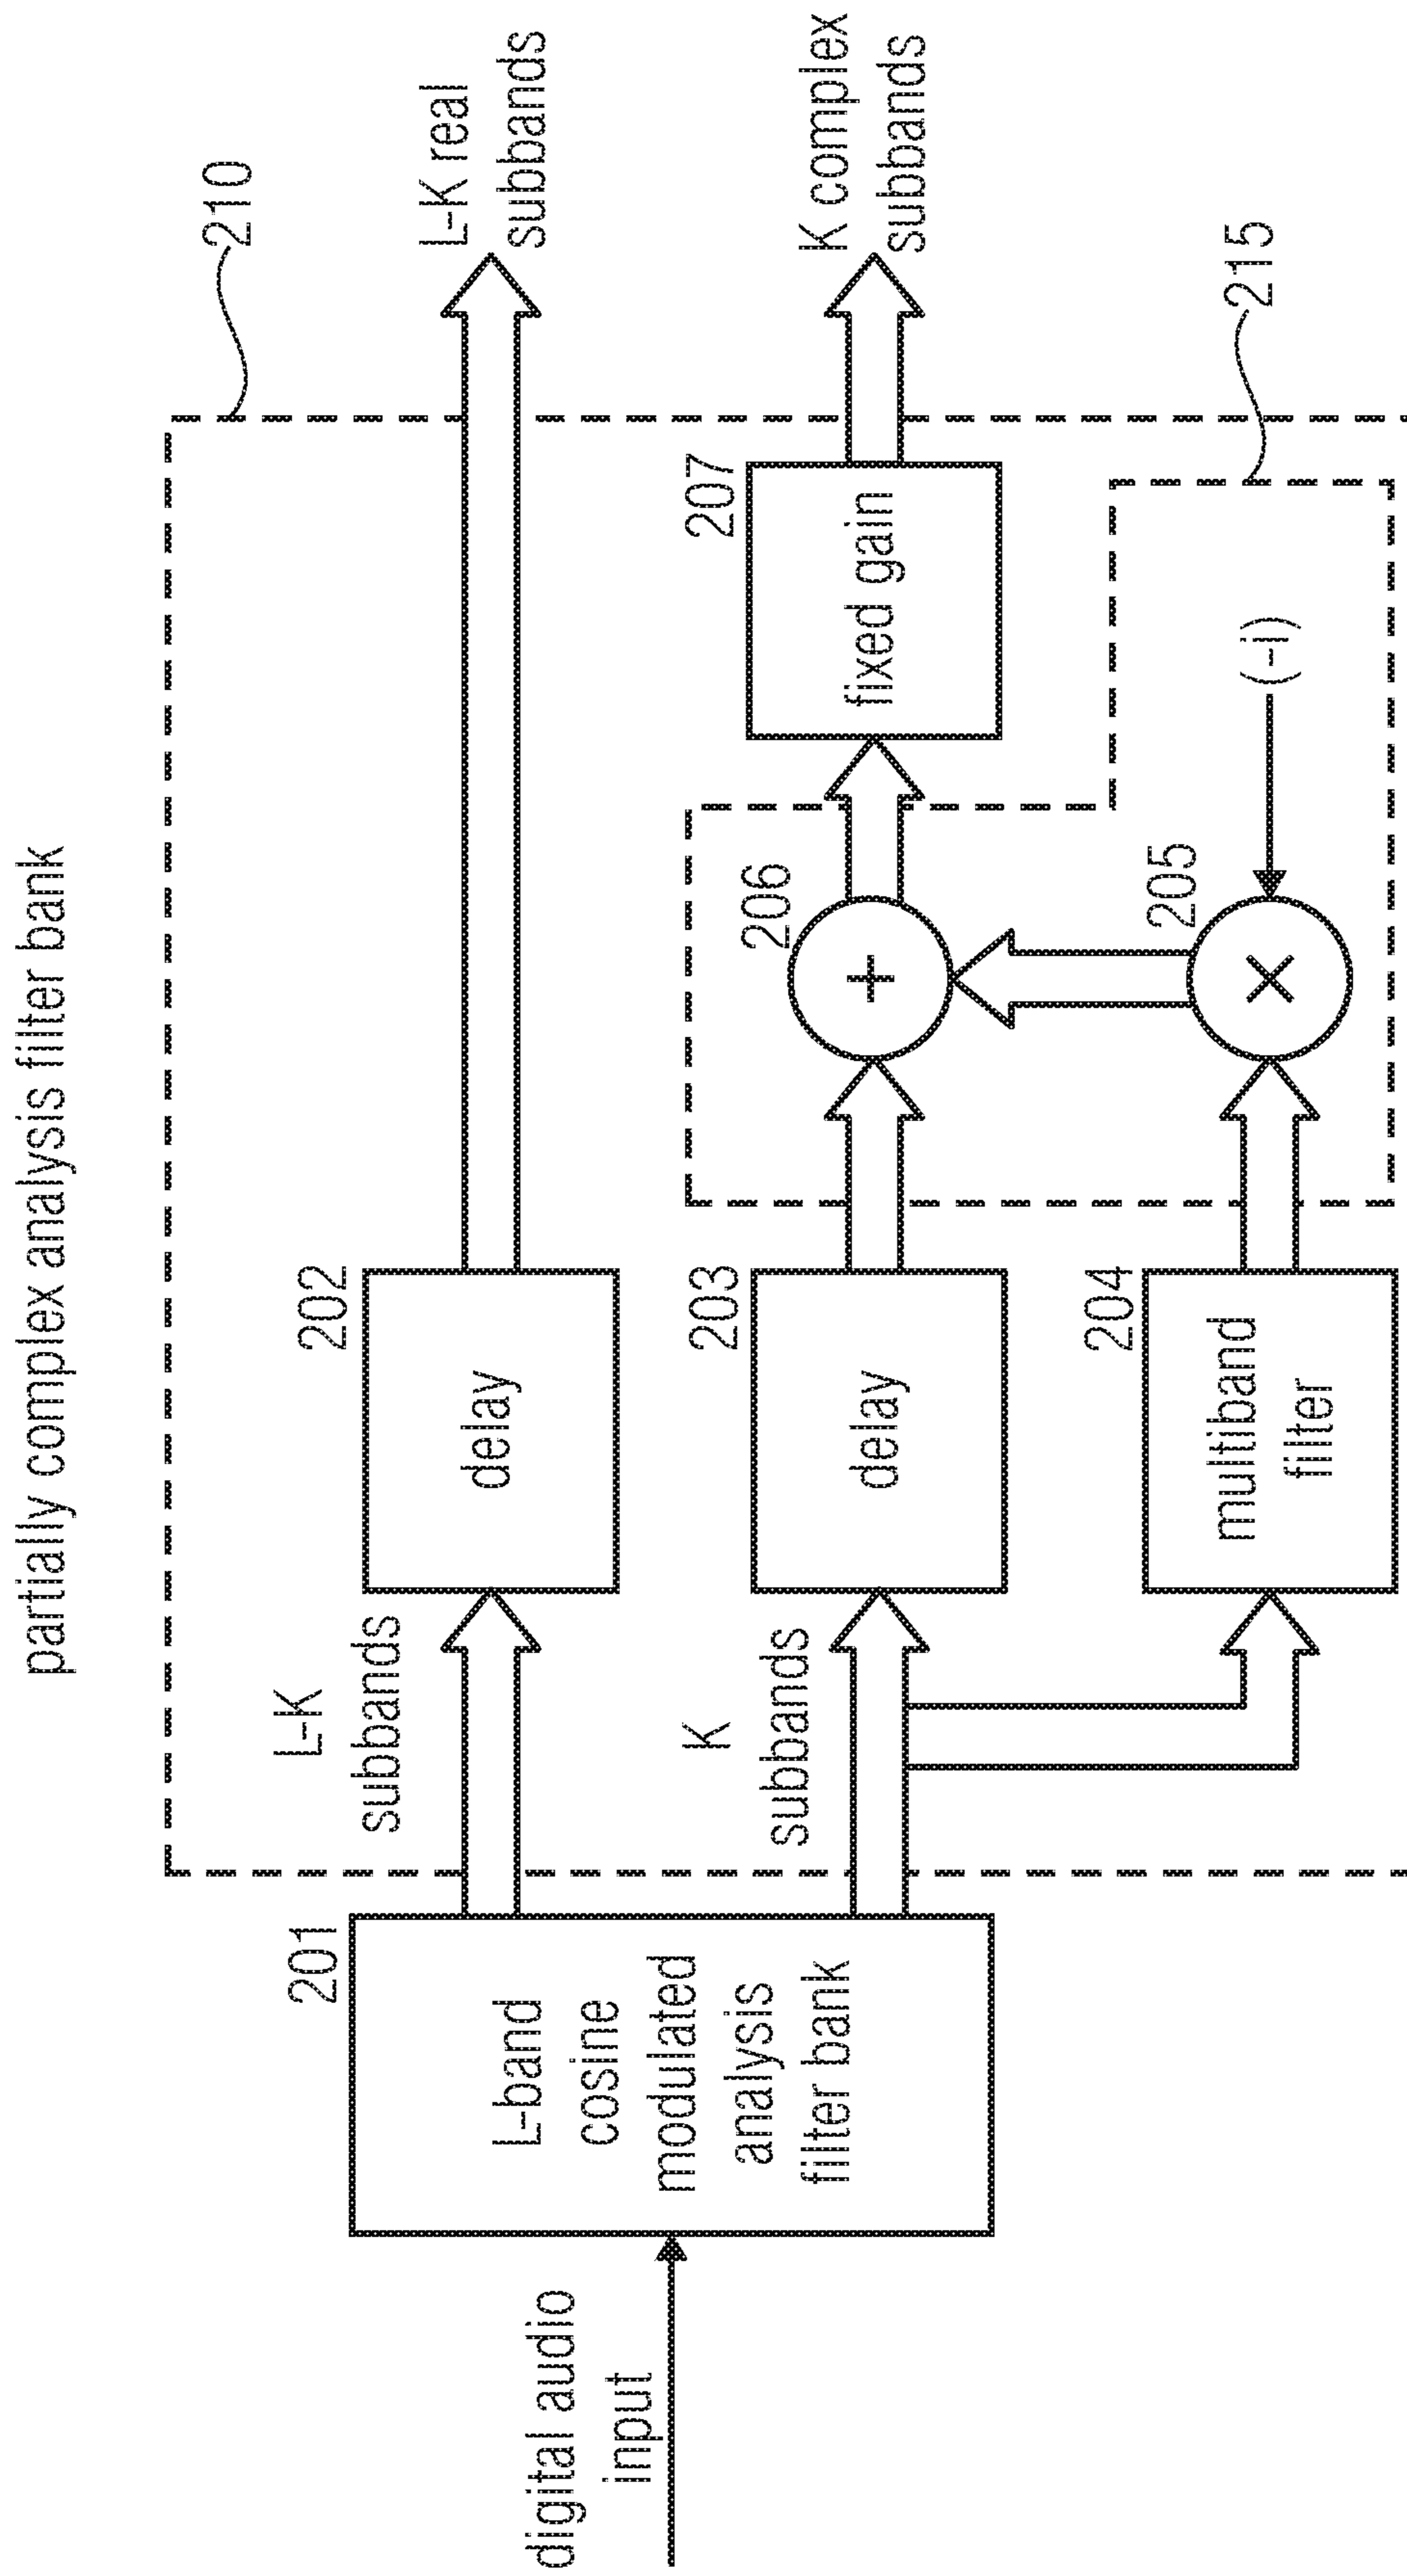 partially complex analysis filter bank
210
L-K
subbands
202
delay
L-K real
subbands
digital audio
input
201
L-band
cosine
modulated
analysis
filter bank
K
subbands
203
delay
206
+
207
fixed gain
K complex
subbands
204
multiband
filter
205
×
(-i)
215